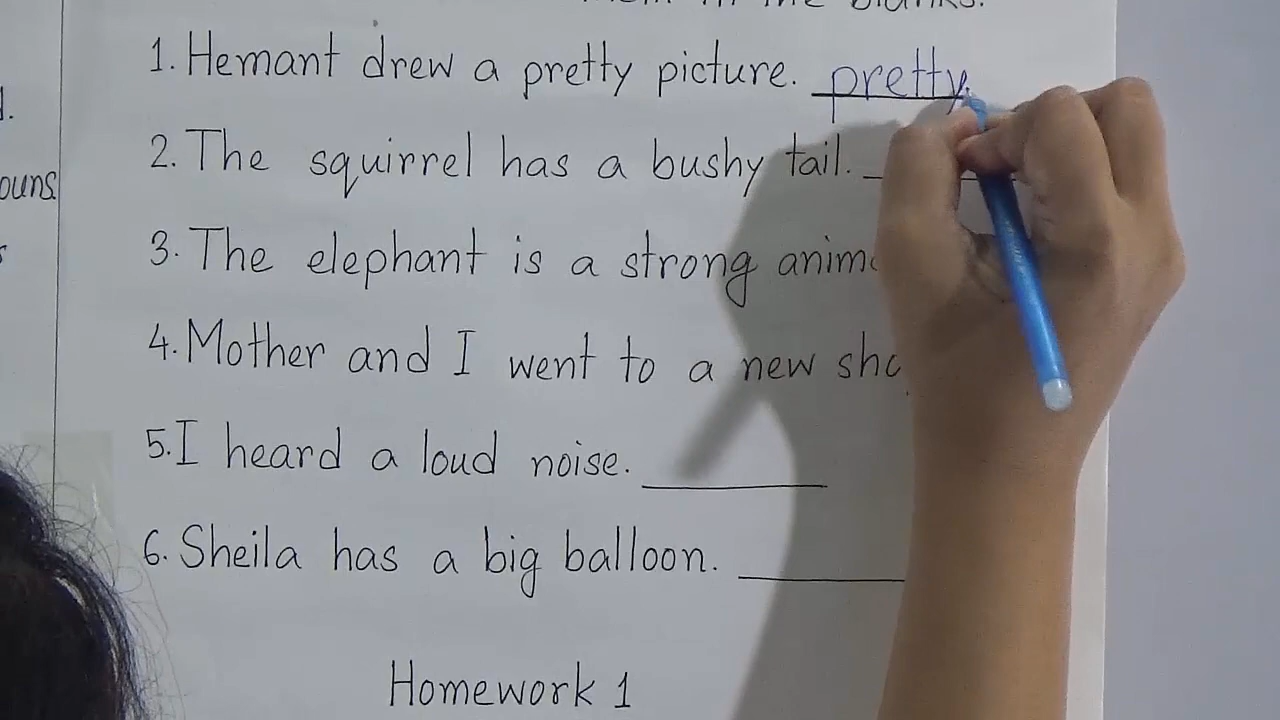 blanks.
1. Hemant drew a pretty picture. pretty
2. The squirrel has a bushy tail.
3. The elephant is a strong
4. Mother and I went to a new
5. I heard a loud noise.
6. Sheila has a big balloon.
Homework 1